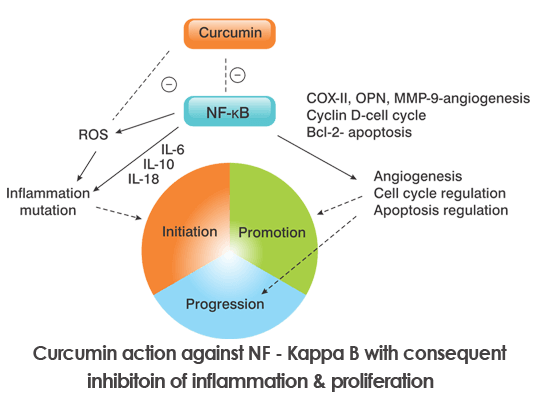 Curcumin
NF-κB
COX-II, OPN, MMP-9-angiogenesis
Cyclin D-cell cycle
Bcl-2- apoptosis
ROS
IL-6
IL-10
IL-18
Inflammation
mutation
Angiogenesis
Cell cycle regulation
Apoptosis regulation
Initiation
Promotion
Progression
Curcumin action against NF - Kappa B with consequent
inhibitoin of inflammation & proliferation